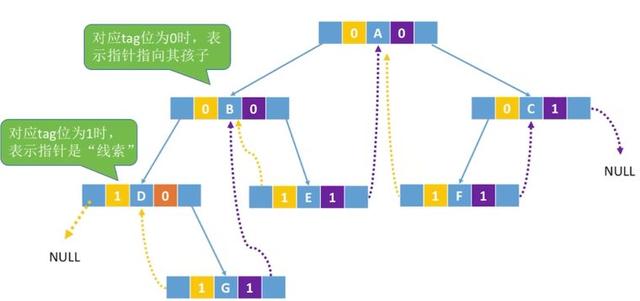 对应tag位为0时，表
示指针指向其孩子
0 A 0
对应tag位为1时，
表示指针是“线索”
0 B 0
0 C 1
NULL
1 D 0
1 E 1
1 F 1
NULL
1 G 1